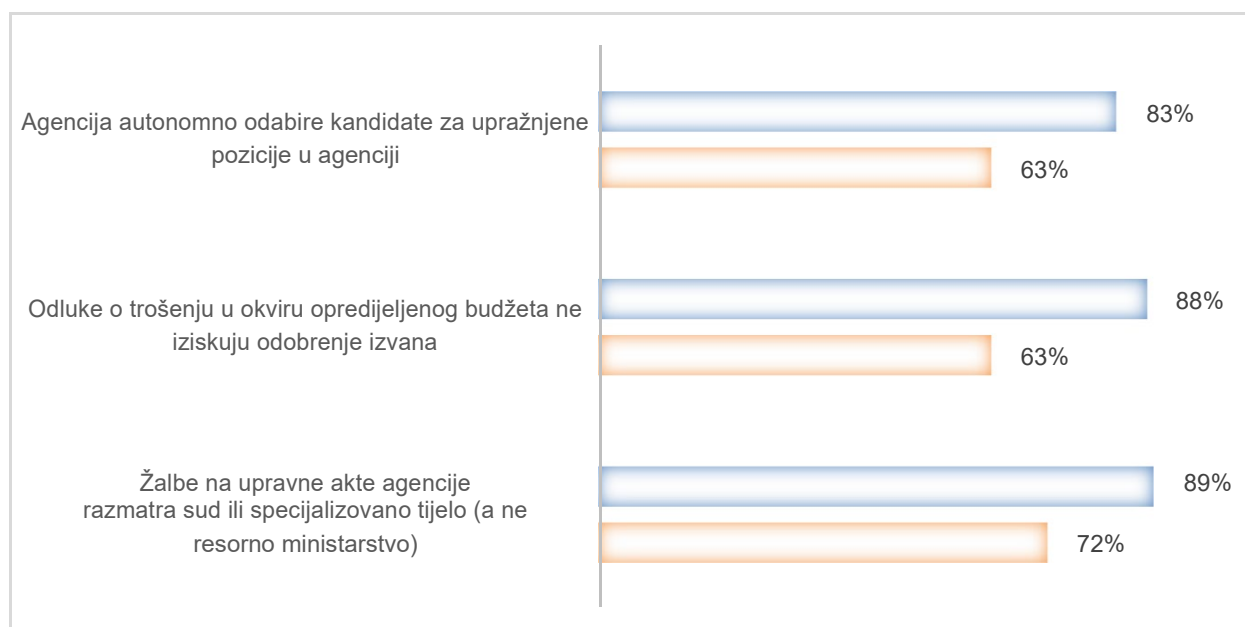 Agencija autonomno odabire kandidate za upražnjene
pozicije u agenciji
83%
63%
Odluke o trošenju u okviru opredijeljenog budžeta ne
iziskuju odobrenje izvana
88%
63%
Žalbe na upravne akte agencije
razmatra sud ili specijalizovano tijelo (a ne
resorno ministarstvo)
89%
72%